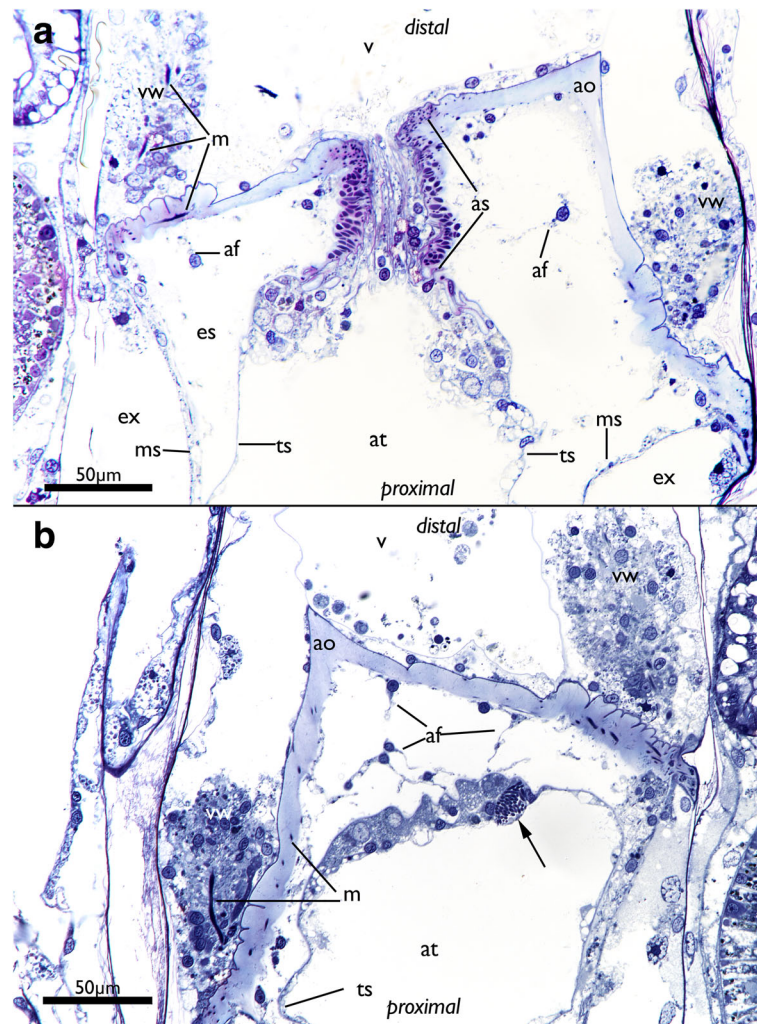 a
distal
v
vw
ao
m
vw
as
af
af
es
ex
ms
at
ts
ts
ms
ex
50µm
proximal
b
distal
v
vw
ao
af
vw
m
at
50µm
ts
proximal